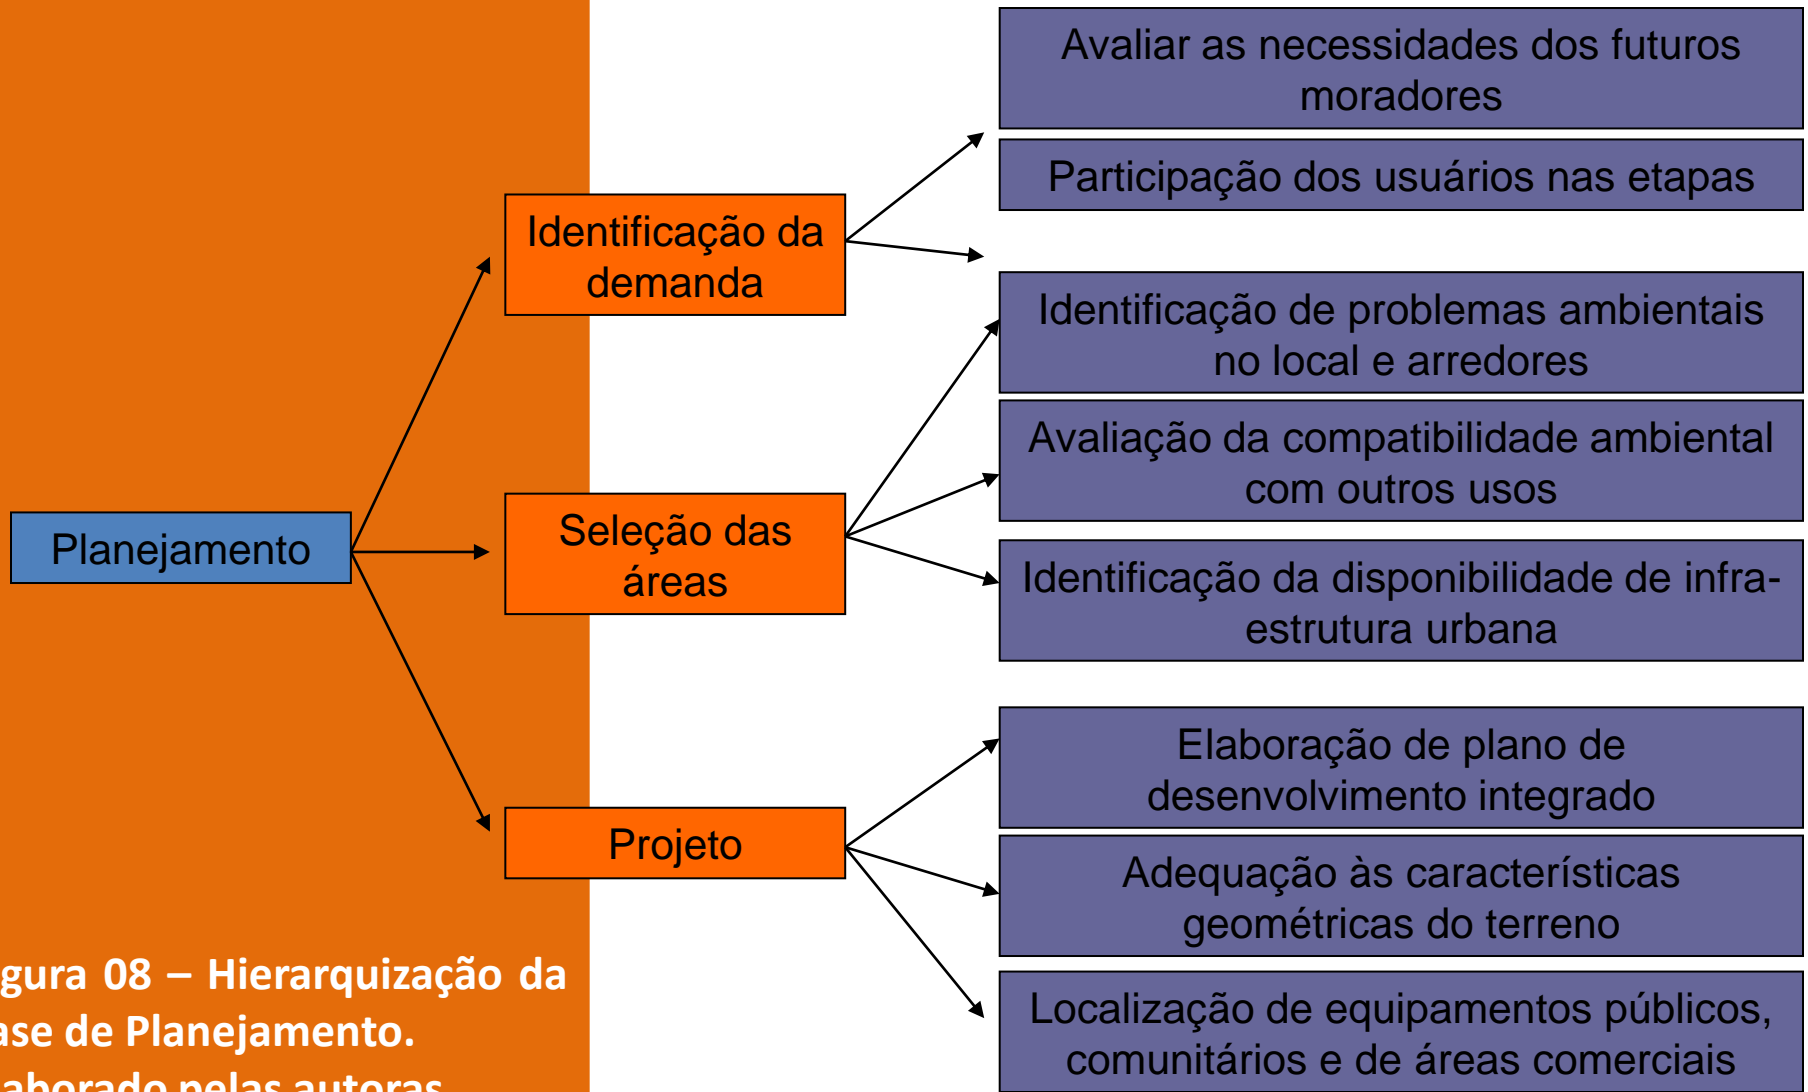 Avaliar as necessidades dos futuros
moradores
Participação dos usuários nas etapas
Identificação da
demanda
Identificação de problemas ambientais
no local e arredores
Avaliação da compatibilidade ambiental
com outros usos
Planejamento
Seleção das
áreas
Identificação da disponibilidade de infra-
estrutura urbana
Elaboração de plano de
desenvolvimento integrado
Projeto
Adequação às características
geométricas do terreno
Localização de equipamentos públicos,
comunitários e de áreas comerciais
gura 08 – Hierarquização da
ase de Planejamento.
aborado pelas autoras